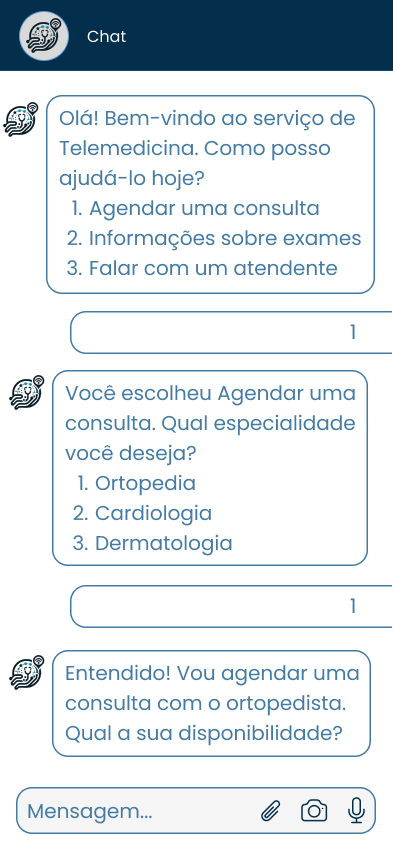 Chat
Olá! Bem-vindo ao serviço de
Telemedicina. Como posso
ajudá-lo hoje?
1. Agendar uma consulta
2. Informações sobre exames
3. Falar com um atendente
1
Você escolheu Agendar uma
consulta. Qual especialidade
você deseja?
1. Ortopedia
2. Cardiologia
3. Dermatologia
1
Entendido! Vou agendar uma
consulta com o ortopedista.
Qual a sua disponibilidade?
Mensagem...